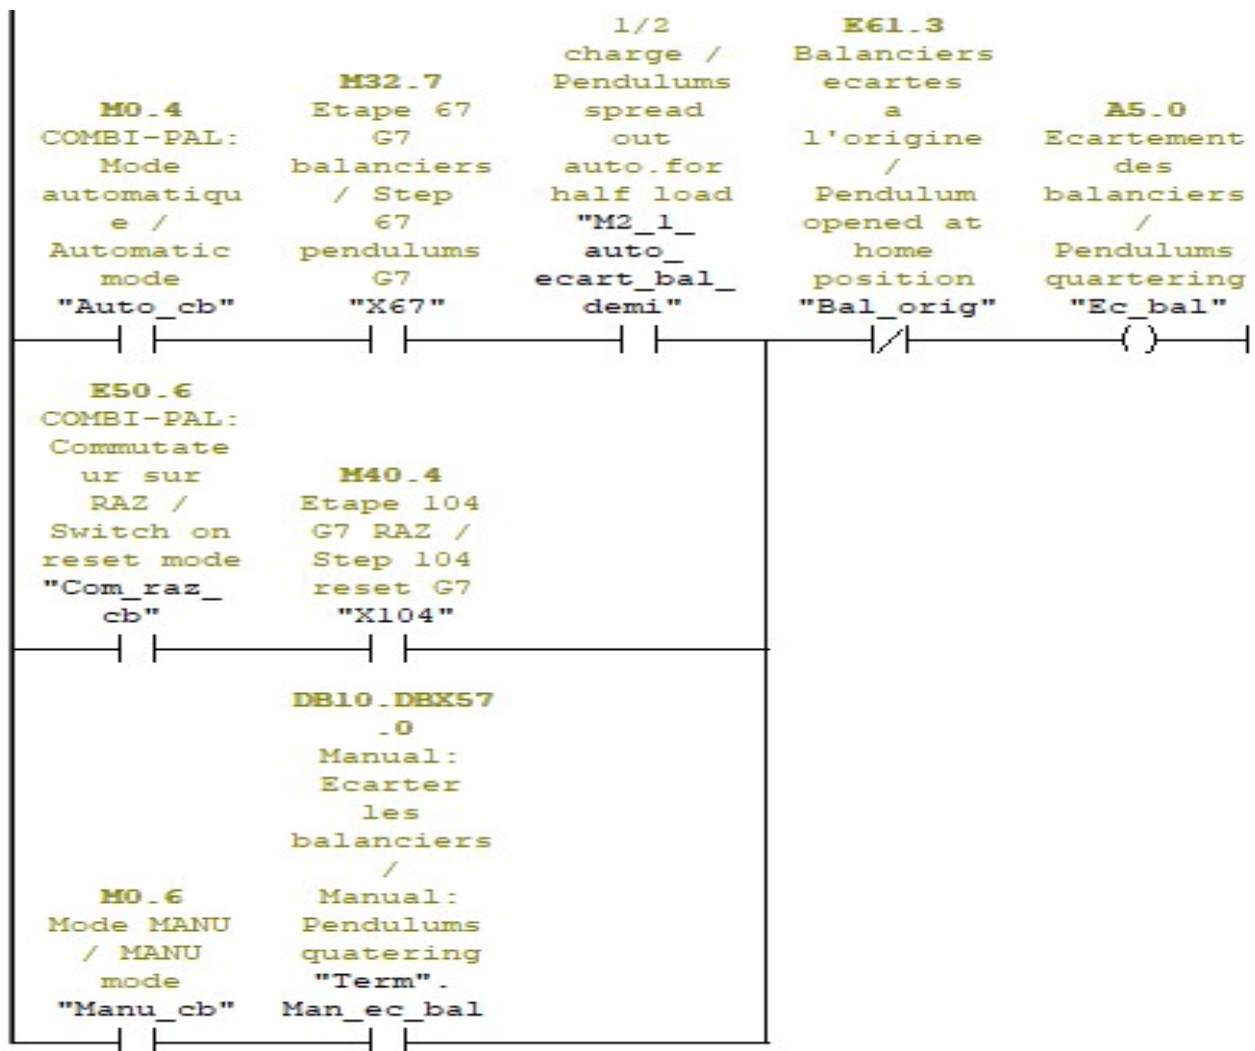 M0.4
COMBI-PAL:
Mode
automatiqu
e /
Automatic
mode
"Auto_cb"
M32.7
Etape 67
G7
balanciers
/ Step
67
pendulums
G7
"X67"
1/2
charge /
Pendulums
spread
out
auto.for
half load
"M2_1_
auto_
ecart_bal_
demi"
E61.3
Balanciers
ecartes
a
l'origine
/
Pendulum
opened at
home
position
"Bal_orig"
A5.0
Ecartement
des
balanciers
/
Pendulums
quartering
"Ec_bal"
E50.6
COMBI-PAL:
Commutate
ur sur
RAZ /
Switch on
reset mode
"Com_raz_
cb"
M40.4
Etape 104
G7 RAZ /
Step 104
reset G7
"X104"
M0.6
Mode MANU
/ MANU
mode
"Manu_cb"
DB10.DBX57
.0
Manual:
Ecarter
les
balanciers
/
Manual:
Pendulums
quatering
"Term".
Man_ec_bal